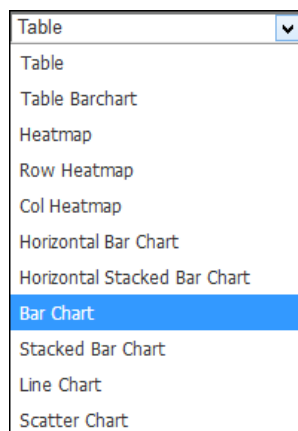 Table
Table
Table Barchart
Heatmap
Row Heatmap
Col Heatmap
Horizontal Bar Chart
Horizontal Stacked Bar Chart
Bar Chart
Stacked Bar Chart
Line Chart
Scatter Chart